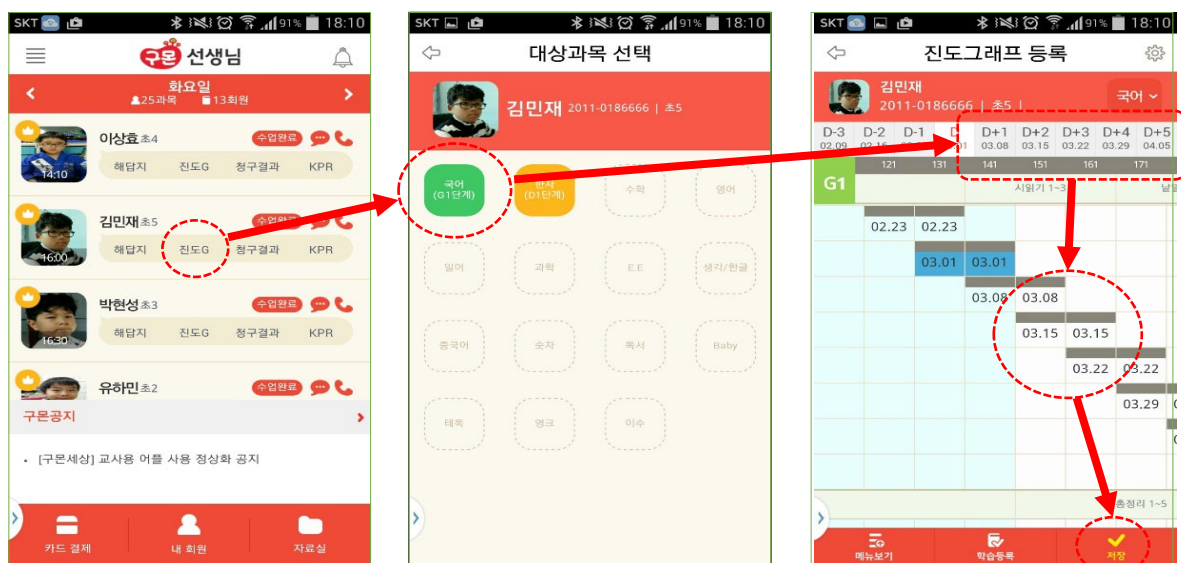 SKT 91% 18:10
구몬 선생님
화요일
25과목 13회원
이상효 초4 수업완료
14:10 해답지 진도G 청구결과 KPR
김민재 초5 수업완료
16:00 해답지 진도G 청구결과 KPR
박현성 초3 수업완료
16:30 해답지 진도G 청구결과 KPR
유하민 초2 수업완료
구몬공지
• [구몬세상] 교사용 어플 사용 정상화 공지
카드 결제 내 회원 자료실
SKT 91% 18:10
대상과목 선택
김민재 2011-0186666 | 초5
국어 한자 수학 영어
(G1단계) (D1단계)
일어 과학 E.E 생각/한글
중국어 숫자 독서 Baby
테톡 영크 이수
SKT 91% 18:10
진도그래프 등록
김민재 국어
2011-0186666 | 초5 |
D-3 D-2 D-1 D D+1 D+2 D+3 D+4 D+5
02.09 03.08 03.15 03.22 03.29 04.05
121 131 141 151 161 171
G1 시읽기 1~3
02.23 02.23
03.01 03.01
03.08 03.08
03.15 03.15
03.22 03.22
03.29
총정리 1~5
메뉴보기 학습등록 저장